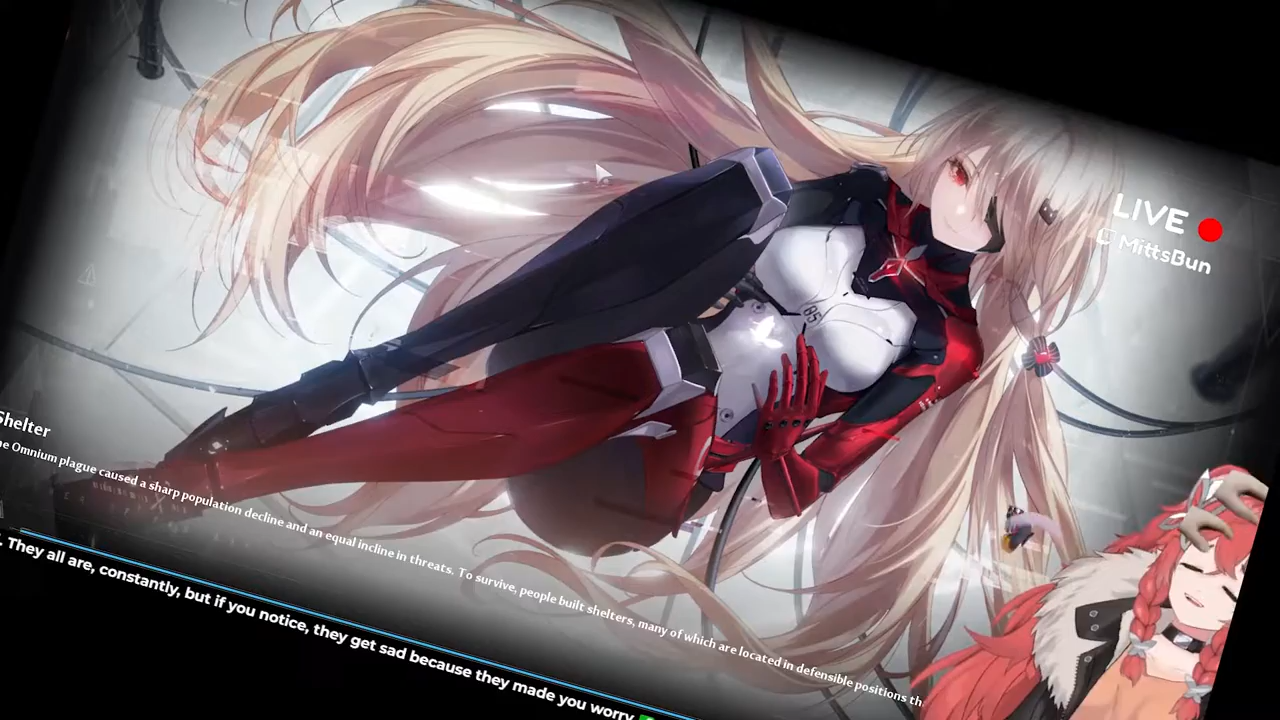 LIVE
MittsBun
85
Shelter
Omnium plague caused a sharp population decline and an equal incline in threats. To survive, people built shelters, many of which are located in defensible positions
They all are, constantly, but if you notice, they get sad because they made you worry